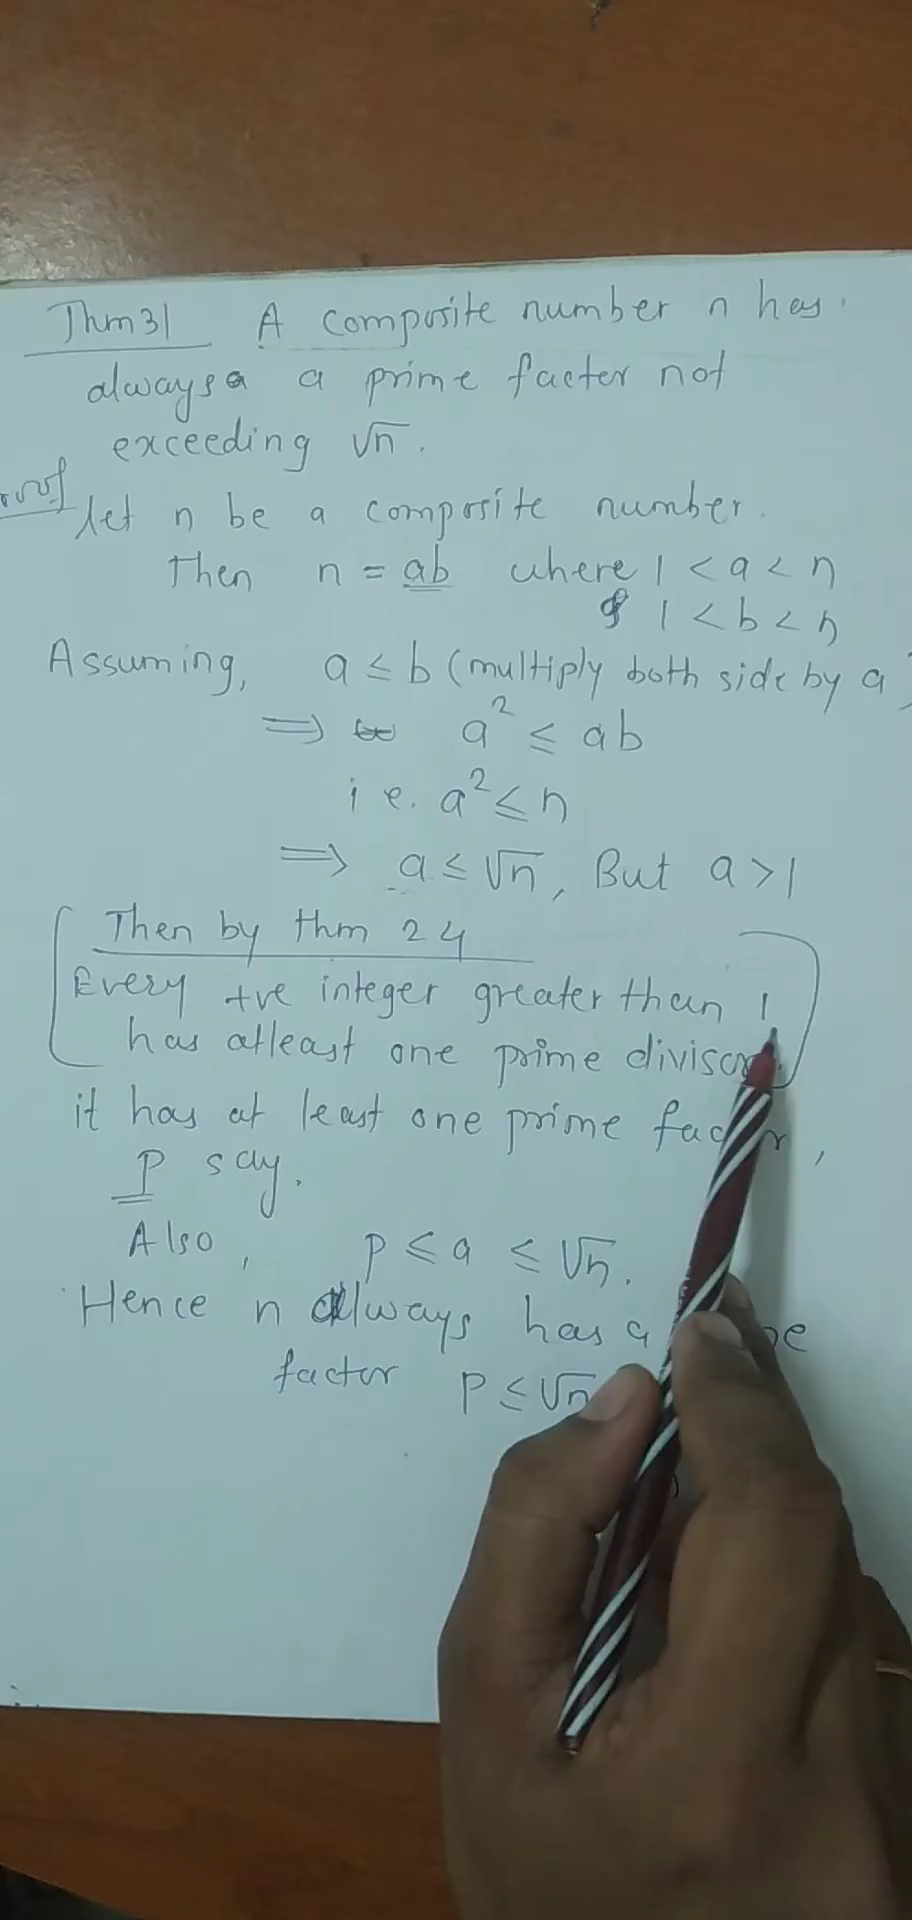 Thm 31 A composite number n has
always a prime factor not
exceeding √n.
Proof
let n be a composite number.
Then n = ab where 1 < a < n
& 1 < b < n
Assuming, a ≤ b (multiply both side by a)
⇒ a² ≤ ab
i.e. a² ≤ n
⇒ a ≤ √n, But a > 1
Then by thm 24
Every +ve integer greater than 1
has atleast one prime divisor
it has at least one prime factor,
p say.
Also, p ≤ a ≤ √n.
Hence n always has a
factor p ≤ √n